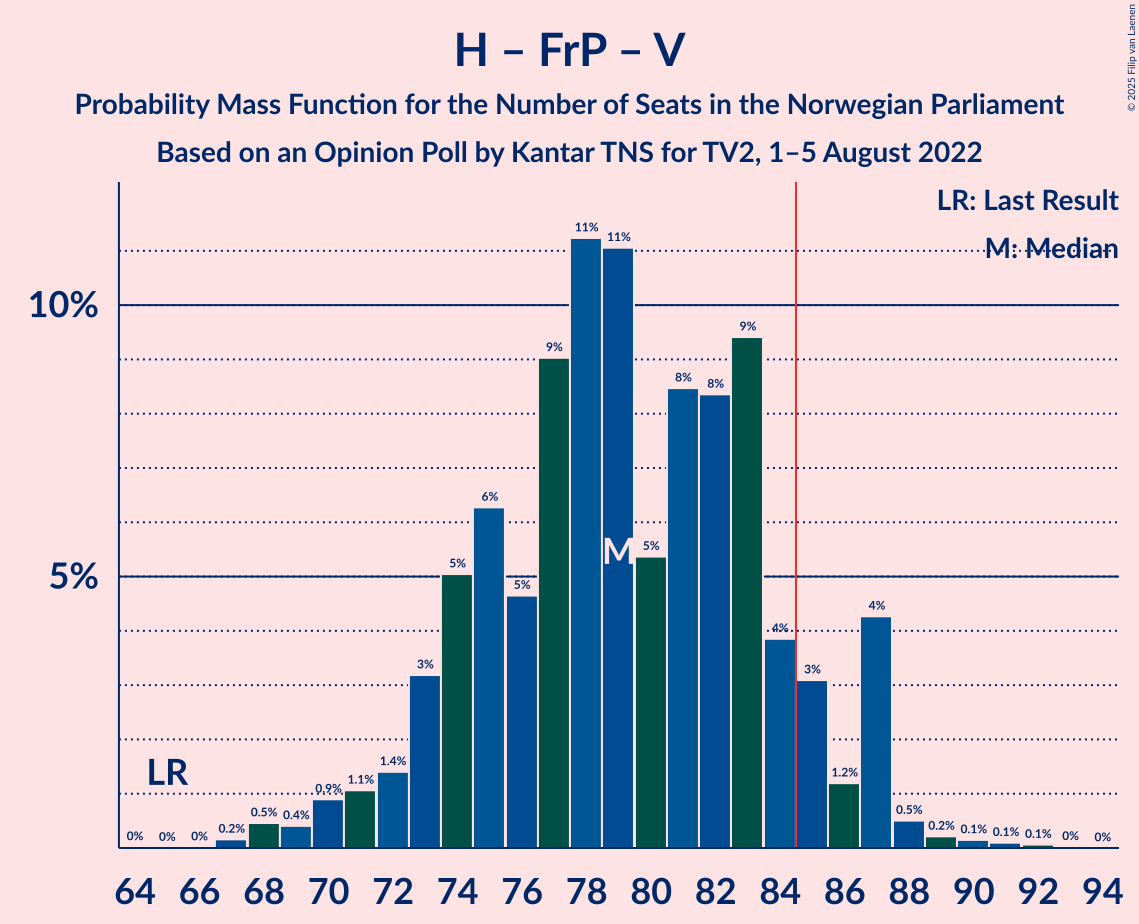 © 2025 Filip van Laenen
H – FrP – V
Probability Mass Function for the Number of Seats in the Norwegian Parliament
Based on an Opinion Poll by Kantar TNS for TV2, 1–5 August 2022
LR: Last Result
M: Median
10%
5%
LR
M
0% 0% 0% 0.2% 0.5% 0.4% 0.9% 1.1% 1.4% 3% 5% 6% 5% 9% 11% 11% 5% 8% 8% 9% 4% 3% 1.2% 4% 0.5% 0.2% 0.1% 0.1% 0.1% 0% 0%
64 66 68 70 72 74 76 78 80 82 84 86 88 90 92 94